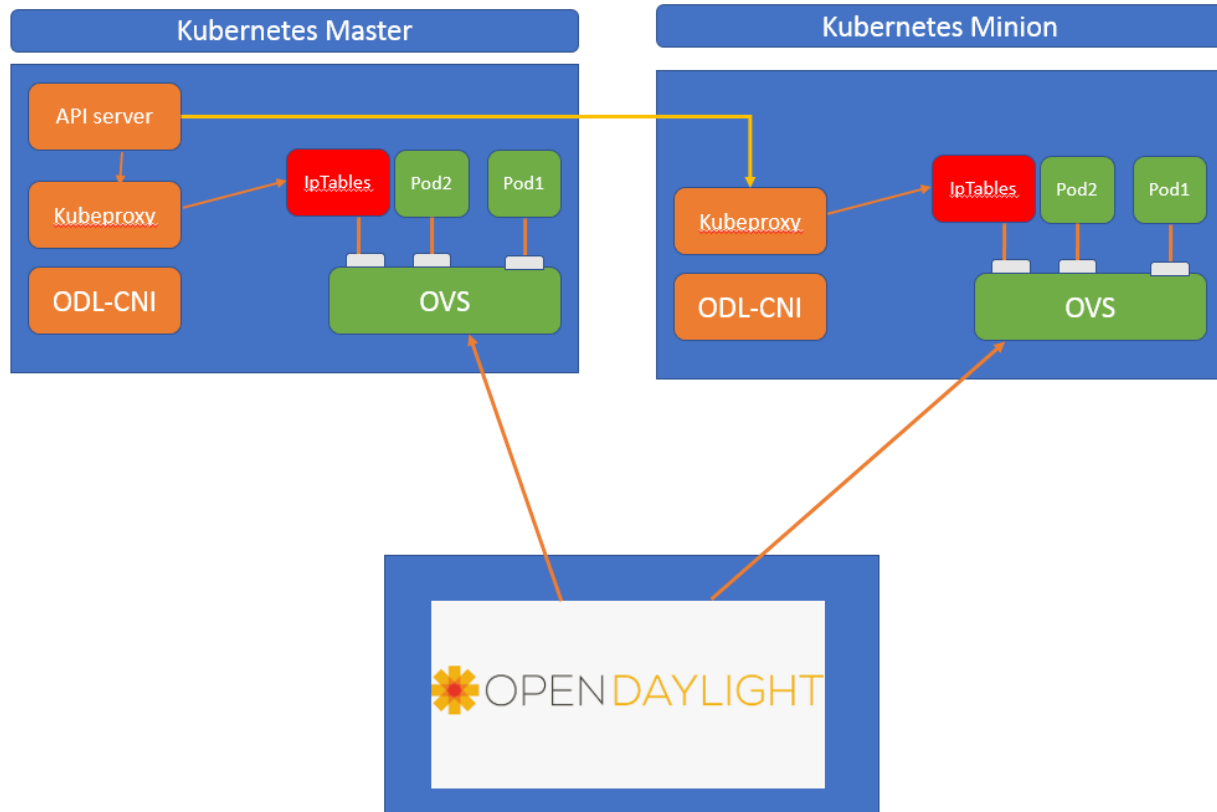 Kubernetes Master
API server
Kubeproxy
ODL-CNI
IpTables
Pod2
Pod1
OVS
Kubernetes Minion
Kubeproxy
ODL-CNI
IpTables
Pod2
Pod1
OVS
OPENDAYLIGHT